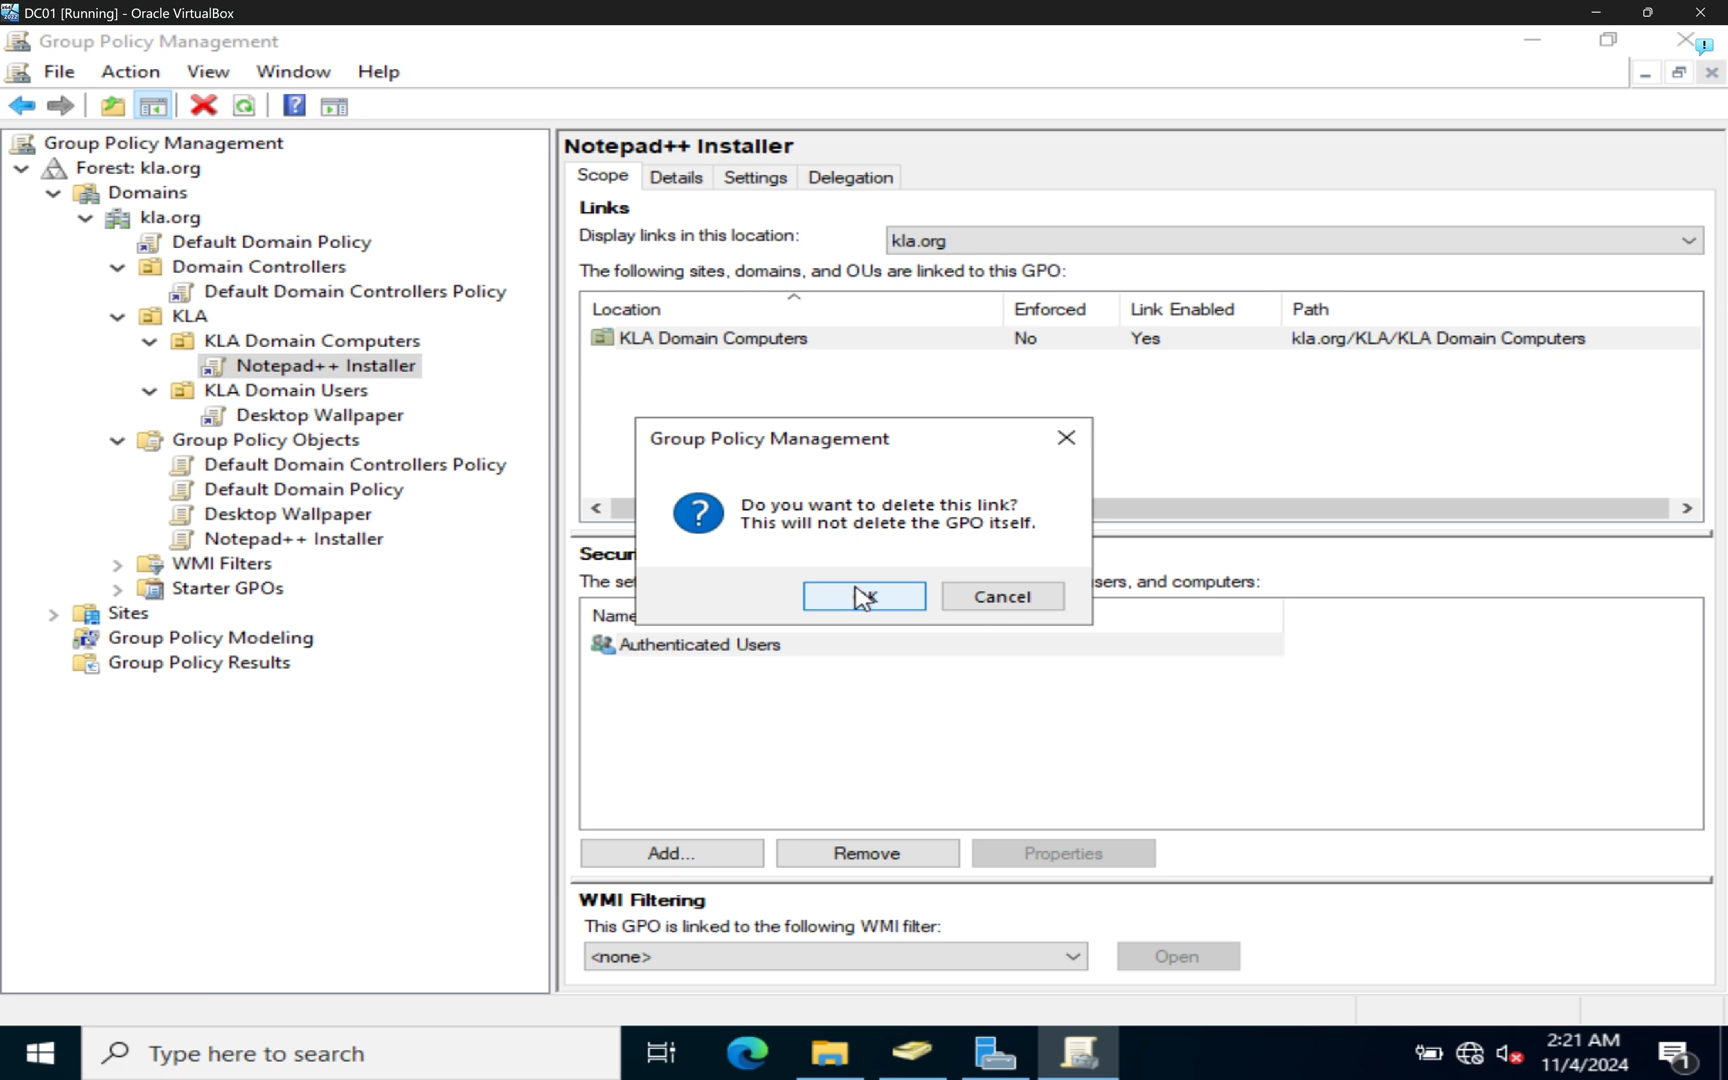 DC01 [Running] - Oracle VirtualBox
Group Policy Management
File Action View Window Help
Group Policy Management
Forest: kla.org
Domains
kla.org
Default Domain Policy
Domain Controllers
Default Domain Controllers Policy
KLA
KLA Domain Computers
Notepad++ Installer
KLA Domain Users
Desktop Wallpaper
Group Policy Objects
Default Domain Controllers Policy
Default Domain Policy
Desktop Wallpaper
Notepad++ Installer
WMI Filters
Starter GPOs
Sites
Group Policy Modeling
Group Policy Results
Notepad++ Installer
Scope Details Settings Delegation
Links
Display links in this location: kla.org
The following sites, domains, and OUs are linked to this GPO:
Location Enforced Link Enabled Path
KLA Domain Computers No Yes kla.org/KLA/KLA Domain Computers
Group Policy Management
Do you want to delete this link?
This will not delete the GPO itself.
Cancel
Secur
The set sers, and computers:
Name
Authenticated Users
Add... Remove Properties
WMI Filtering
This GPO is linked to the following WMI filter:
<none> Open
Type here to search
2:21 AM
11/4/2024
1